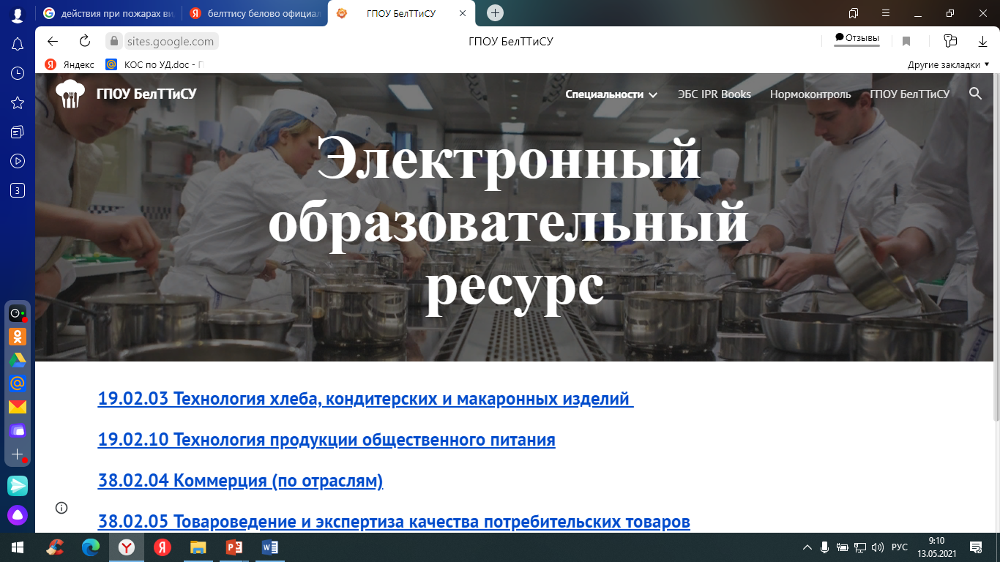 действия при пожарах ви
белттису белово официал
ГПОУ БелТТиСУ
sites.google.com
ГПОУ БелТТиСУ
Отзывы
Яндекс
КОС по УД.doc - П
Другие закладки
ГПОУ БелТТиСУ
Специальности
ЭБС IPR Books
Нормоконтроль
ГПОУ БелТТиСУ
Электронный
образовательный
ресурс
3
19.02.03 Технология хлеба, кондитерских и макаронных изделий
19.02.10 Технология продукции общественного питания
38.02.04 Коммерция (по отраслям)
38.02.05 Товароведение и экспертиза качества потребительских товаров
РУС
9:10
13.05.2021